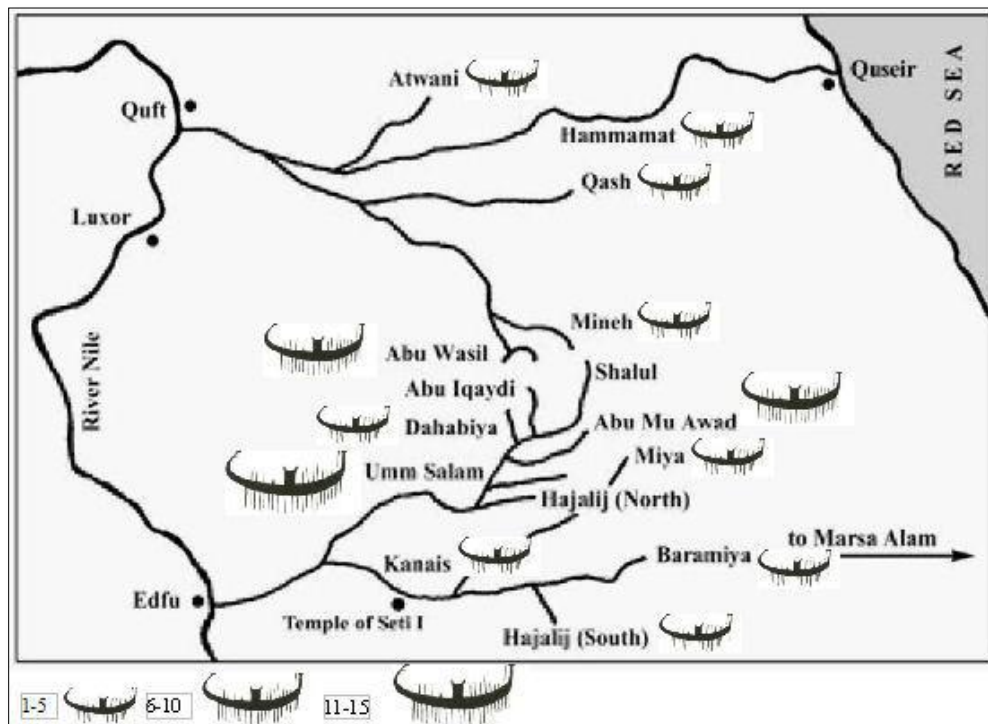 Atwani
Quseir
Quft
Hammamat
RED SEA
Qash
Luxor
Mineh
River Nile
Abu Wasil
Shalul
Abu Iqaydi
Dahabiya
Abu Mu Awad
Miya
Umm Salam
Hajalij (North)
to Marsa Alam
Kanais
Baramiya
Edfu
Temple of Seti I
Hajalij (South)
1-5
6-10
11-15